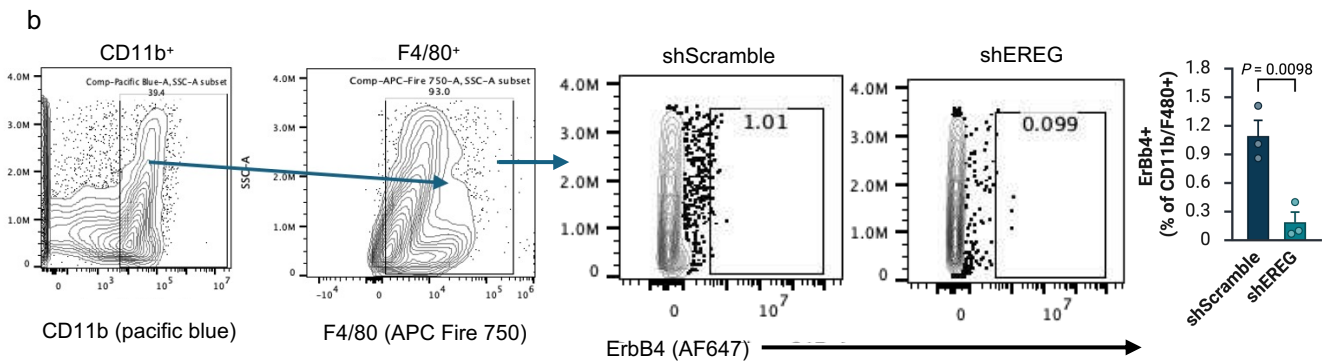 b
CD11b⁺
F4/80⁺
shScramble
shEREG
Comp-Pacific Blue-A, SSC-A subset
39.4
4.0M
3.0M
2.0M
1.0M
0
0
10³
10⁵
10⁷
CD11b (pacific blue)
SSC-A
Comp-APC-Fire 750-A, SSC-A subset
93.0
4.0M
3.0M
2.0M
1.0M
0
-10⁴
0
10⁴
10⁵
10⁶
F4/80 (APC Fire 750)
1.01
4.0M
3.0M
2.0M
1.0M
0
0
10⁷
0.099
4.0M
3.0M
2.0M
1.0M
0
0
10⁷
ErbB4 (AF647)
P = 0.0098
ErBb4+
(% of CD11b/F480+)
1.8
1.5
1.2
0.9
0.6
0.3
0
shScramble
shEREG